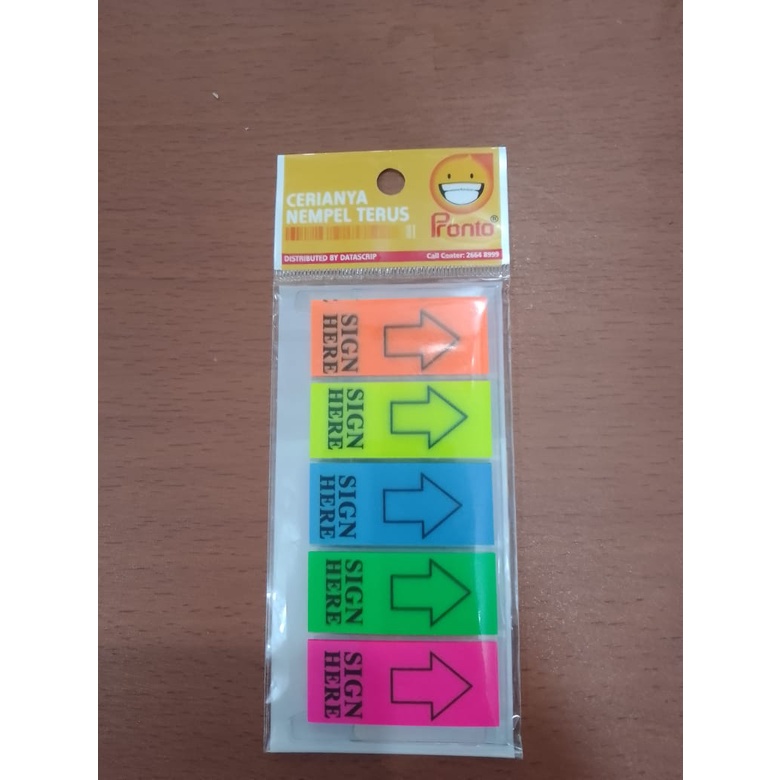 CERIANYA
NEMPEL TERUS
Pronto®
DISTRIBUTED BY DATASCRIP
Call Center: 2664 8999
SIGN
HERE
SIGN
HERE
SIGN
HERE
SIGN
HERE
SIGN
HERE